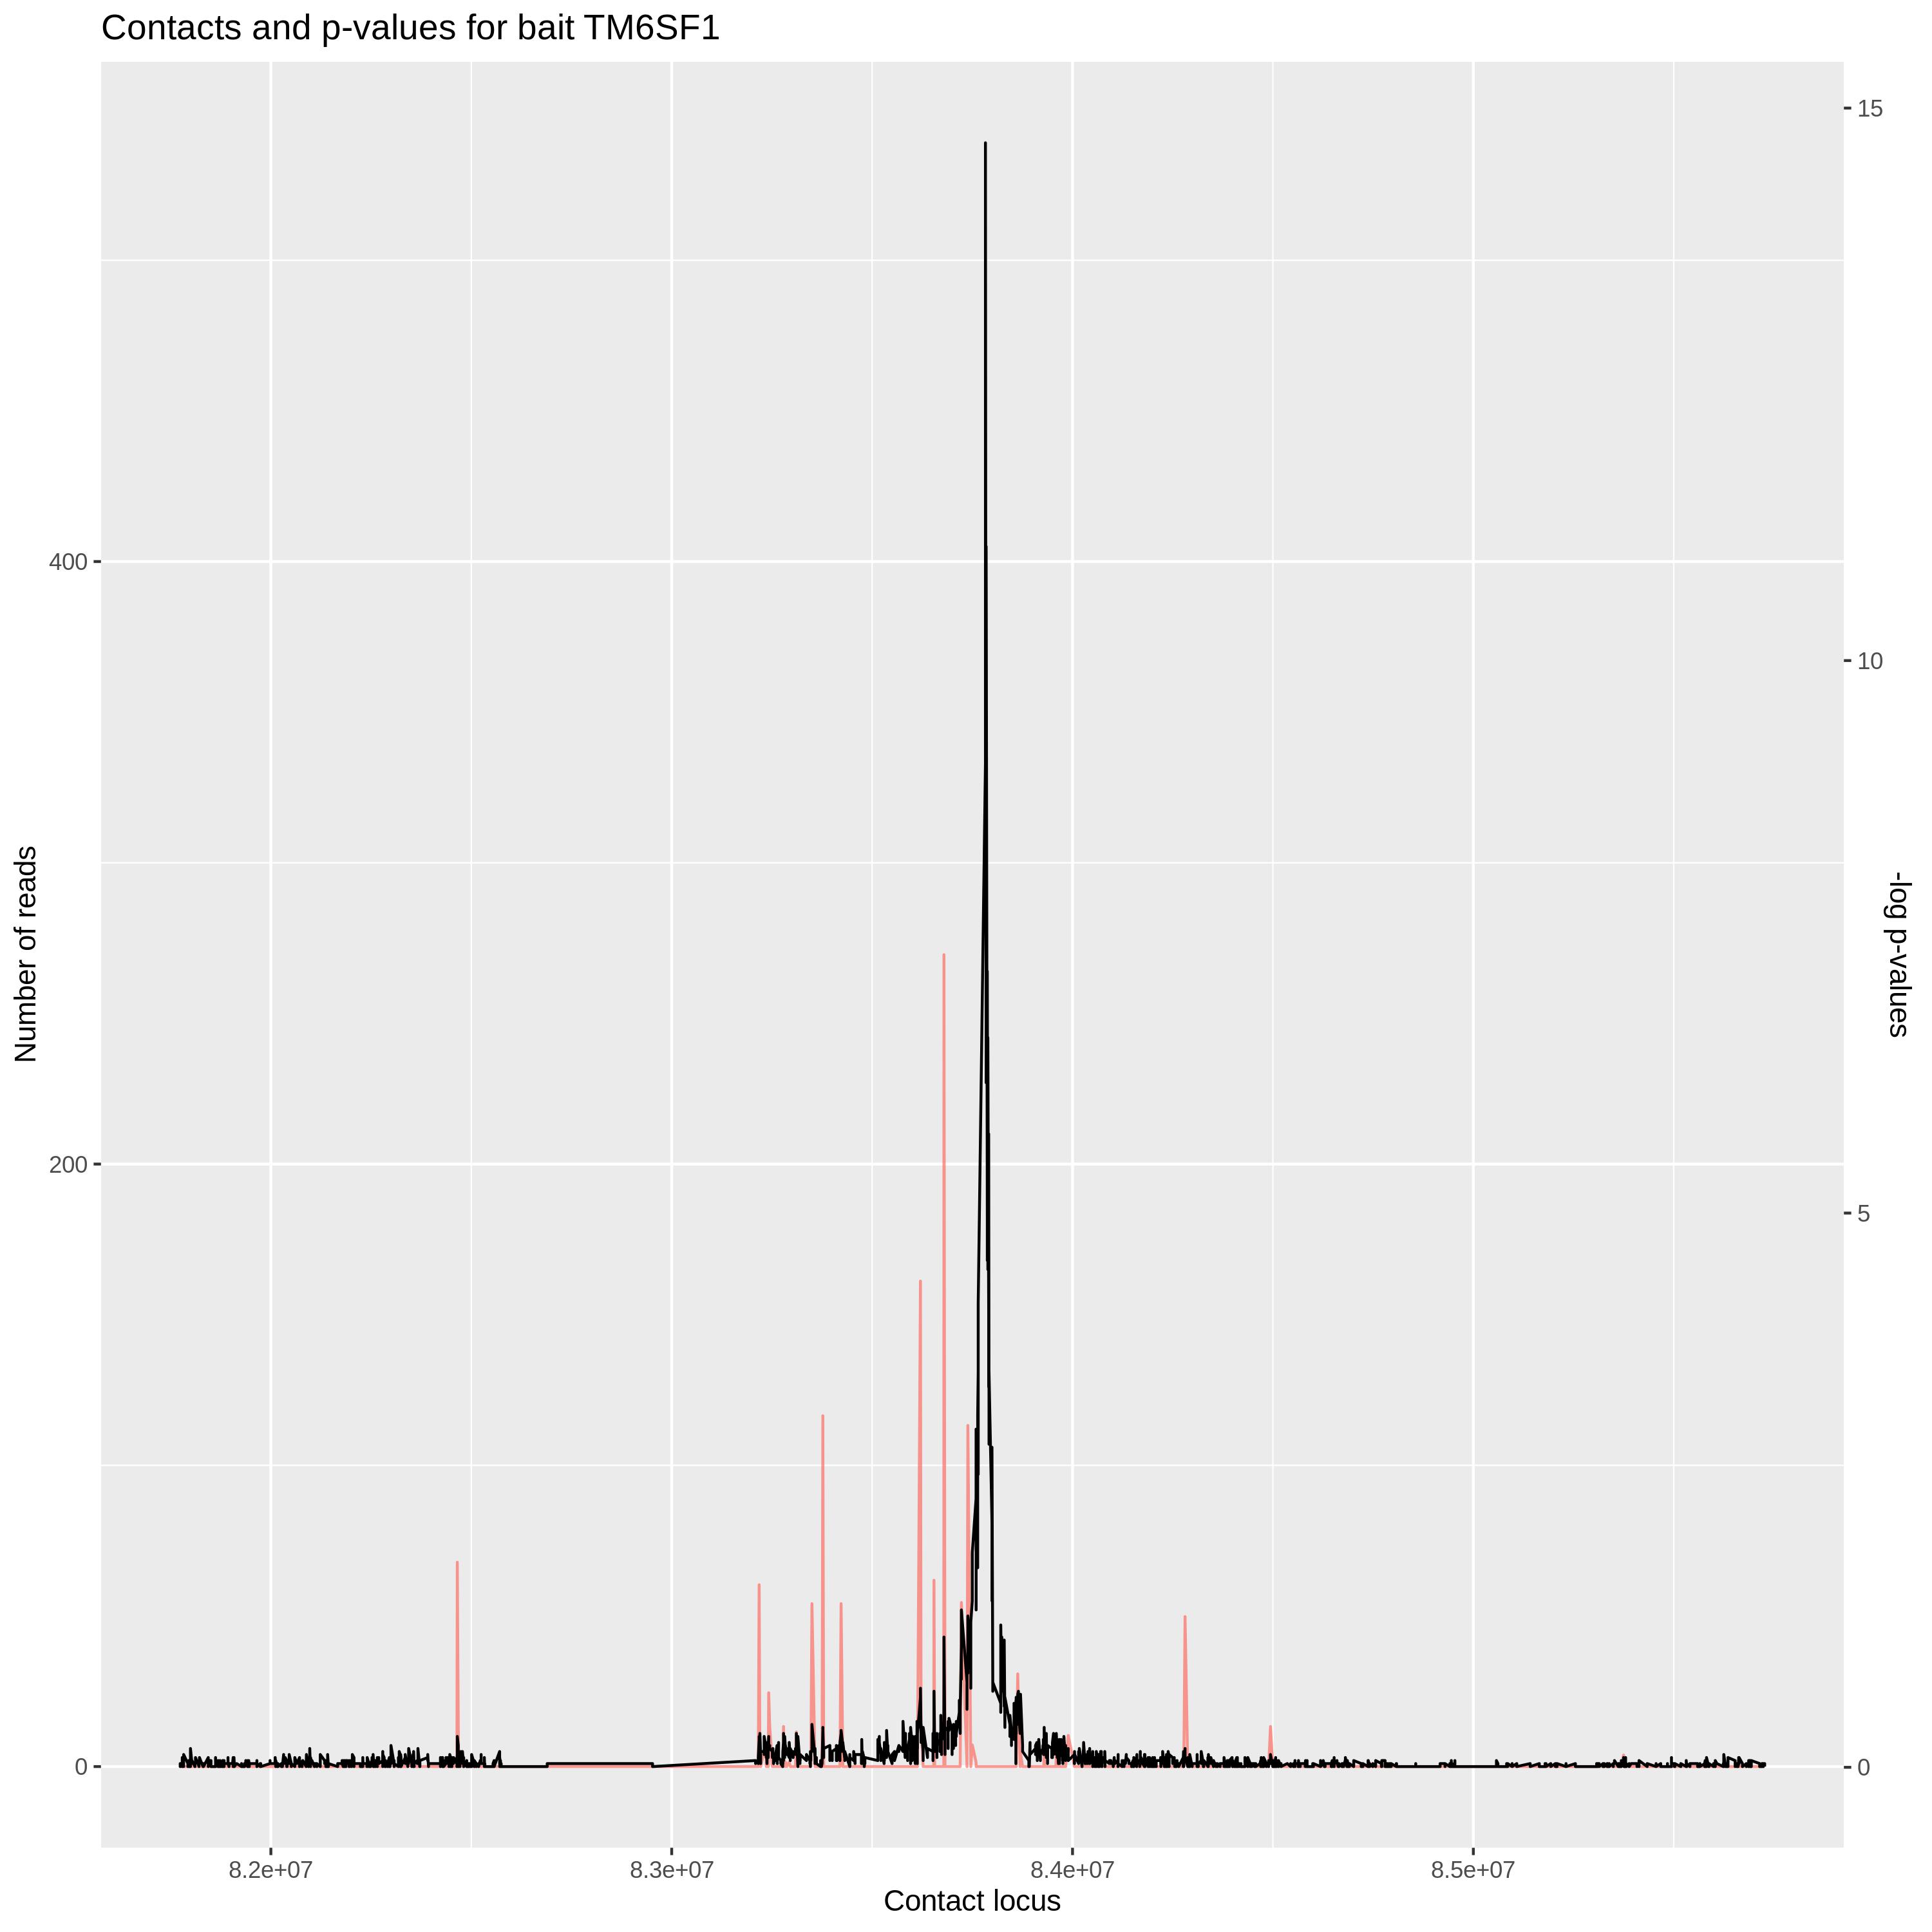 Contacts and p-values for bait TM6SF1
15
400
10
Number of reads
-log p-values
200
5
0
0
8.2e+07
8.3e+07
8.4e+07
8.5e+07
Contact locus